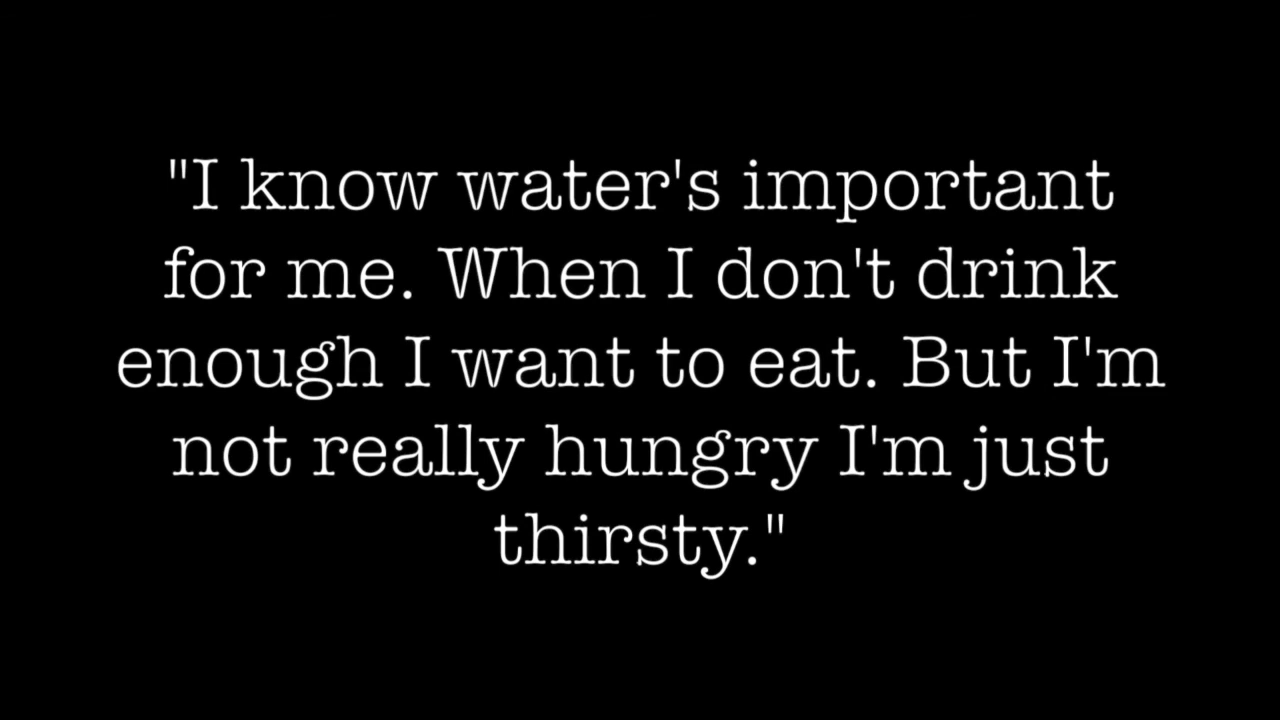 "I know water's important
for me. When I don't drink
enough I want to eat. But I'm
not really hungry I'm just
thirsty."